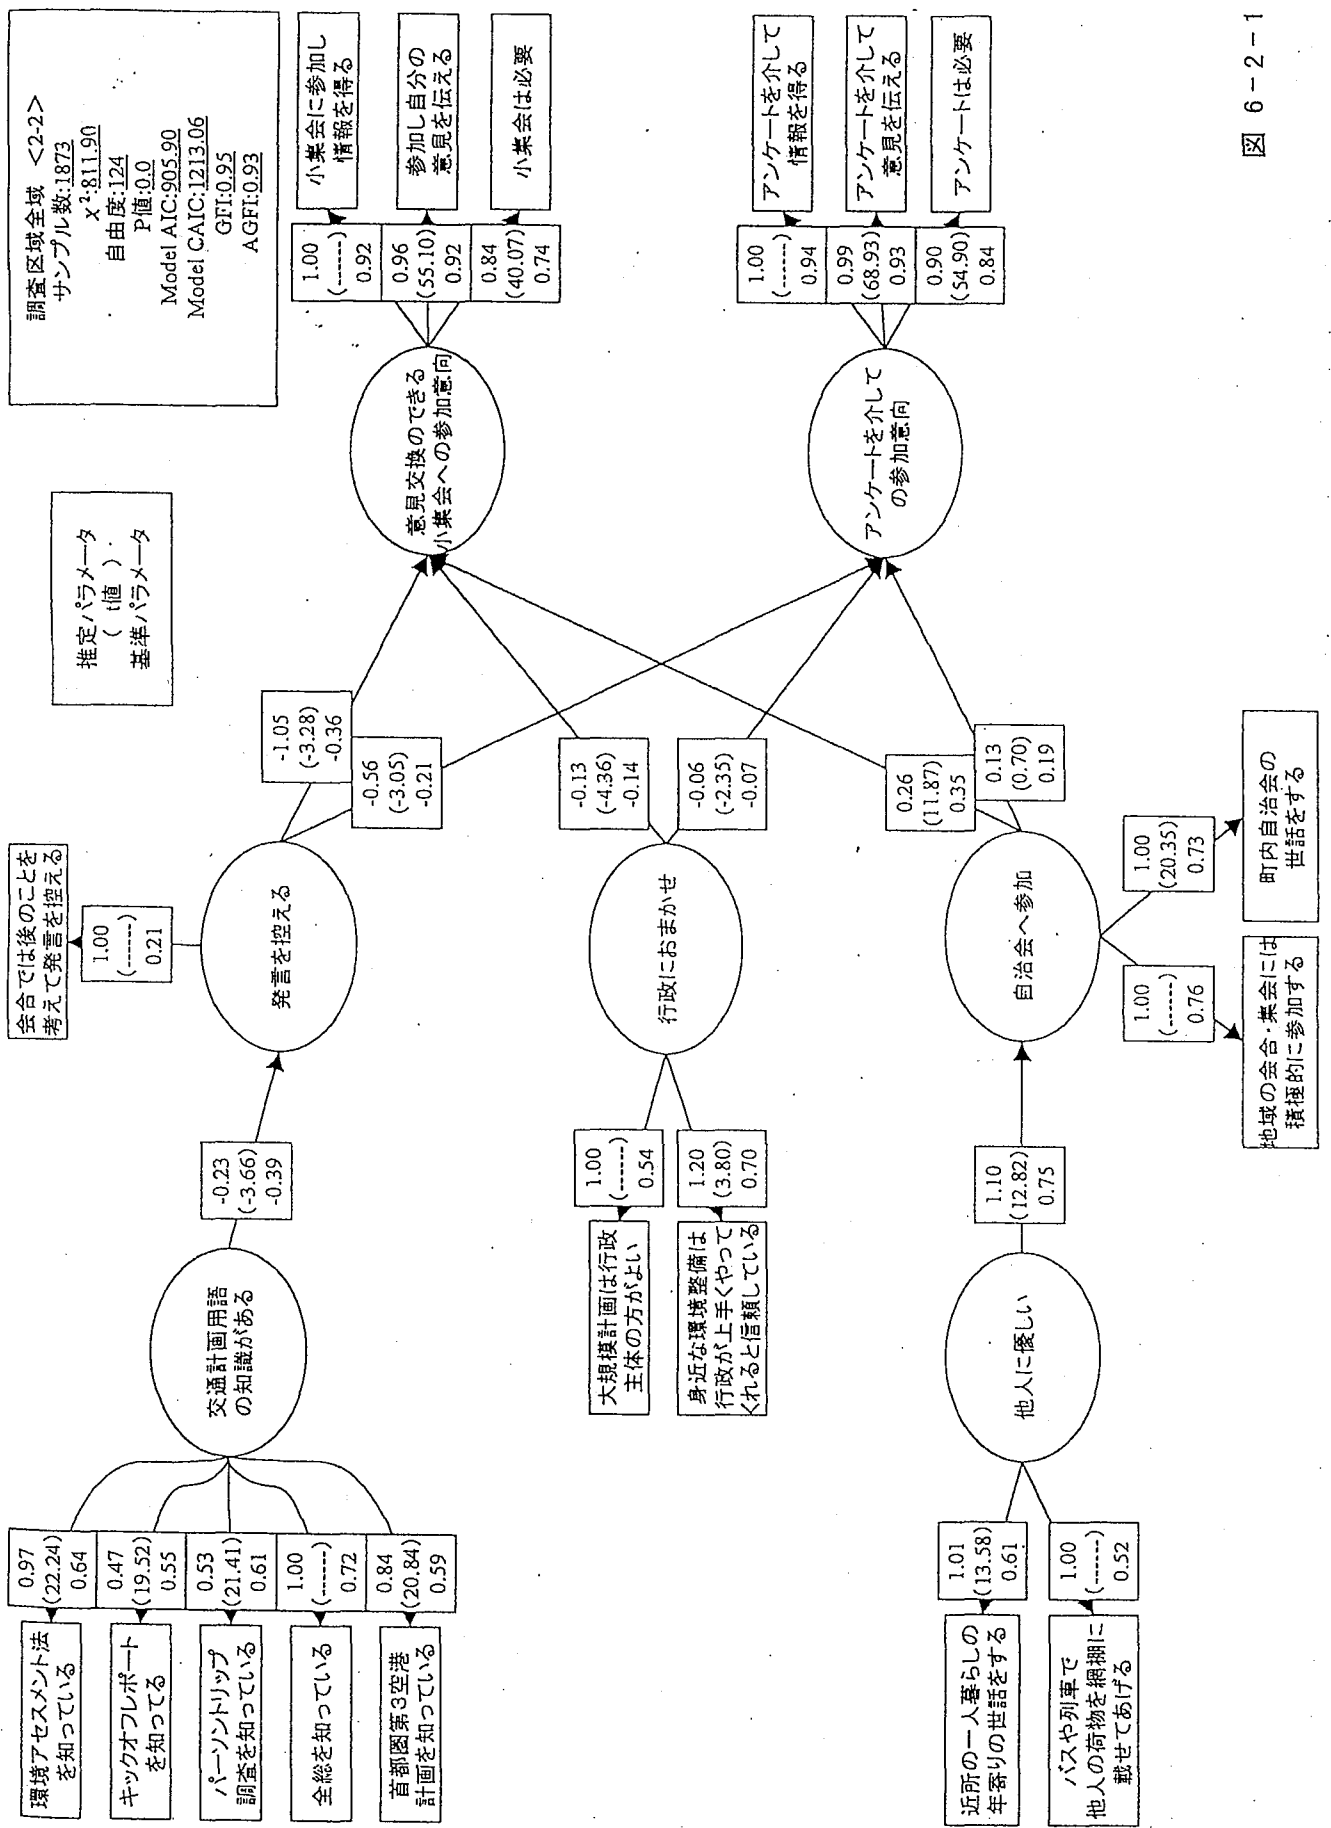 調査区域全域 <2-2>
サンプル数:1873
χ²:811.90
自由度:124
P値:0.0
Model AIC:905.90
Model CAIC:1213.06
GFI:0.95
AGFI:0.93
推定パラメータ
( t値 )
基準パラメータ
環境アセスメント法
を知っている
0.97
(22.24)
0.64
キックオフレポート
を知ってる
0.47
(19.52)
0.55
パーソントリップ
調査を知っている
0.53
(21.41)
0.61
全総を知っている
1.00
(------)
0.72
首都圏第3空港
計画を知っている
0.84
(20.84)
0.59
交通計画用語
の知識がある
-0.23
(-3.66)
-0.39
会合では後のことを
考えて発言を控える
1.00
(------)
0.21
発言を控える
-1.05
(-3.28)
-0.36
-0.56
(-3.05)
-0.21
大規模計画は行政
主体の方がよい
1.00
(------)
0.54
身近な環境整備は
行政が上手くやって
くれると信頼している
1.20
(3.80)
0.70
行政におまかせ
-0.13
(-4.36)
-0.14
-0.06
(-2.35)
-0.07
近所の一人暮らしの
年寄りの世話をする
1.01
(13.58)
0.61
バスや列車で
他人の荷物を網棚に
載せてあげる
1.00
(------)
0.52
他人に優しい
1.10
(12.82)
0.75
自治会へ参加
0.26
(11.87)
0.35
0.13
(0.70)
0.19
1.00
(------)
0.76
地域の会合・集会には
積極的に参加する
1.00
(20.35)
0.73
町内自治会の
世話をする
意見交換のできる
小集会への参加意向
1.00
(------)
0.92
小集会に参加し
情報を得る
0.96
(55.10)
0.92
参加し自分の
意見を伝える
0.84
(40.07)
0.74
小集会は必要
アンケートを介して
の参加意向
1.00
(------)
0.94
アンケートを介して
情報を得る
0.99
(68.93)
0.93
アンケートを介して
意見を伝える
0.90
(54.90)
0.84
アンケートは必要
図 6-2-1